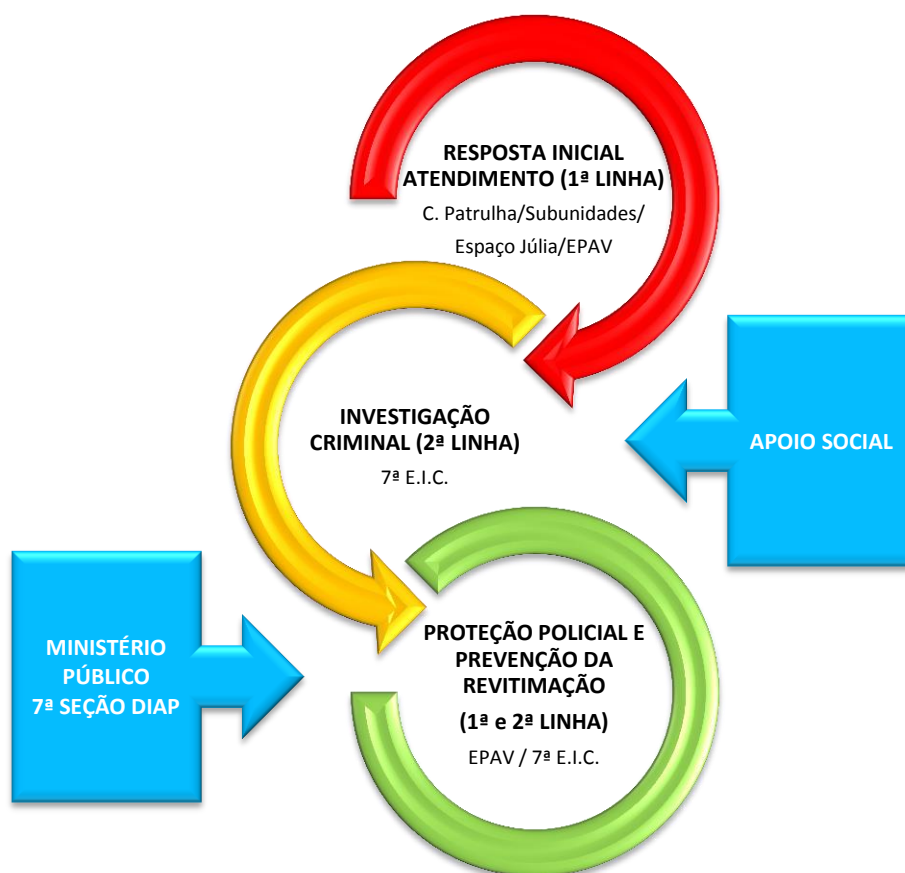 RESPOSTA INICIAL
ATENDIMENTO (1ª LINHA)
C. Patrulha/Subunidades/
Espaço Júlia/EPAV
INVESTIGAÇÃO
CRIMINAL (2ª LINHA)
7ª E.I.C.
APOIO SOCIAL
MINISTÉRIO
PÚBLICO
7ª SEÇÃO DIAP
PROTEÇÃO POLICIAL E
PREVENÇÃO DA
REVITIMAÇÃO
(1ª e 2ª LINHA)
EPAV / 7ª E.I.C.